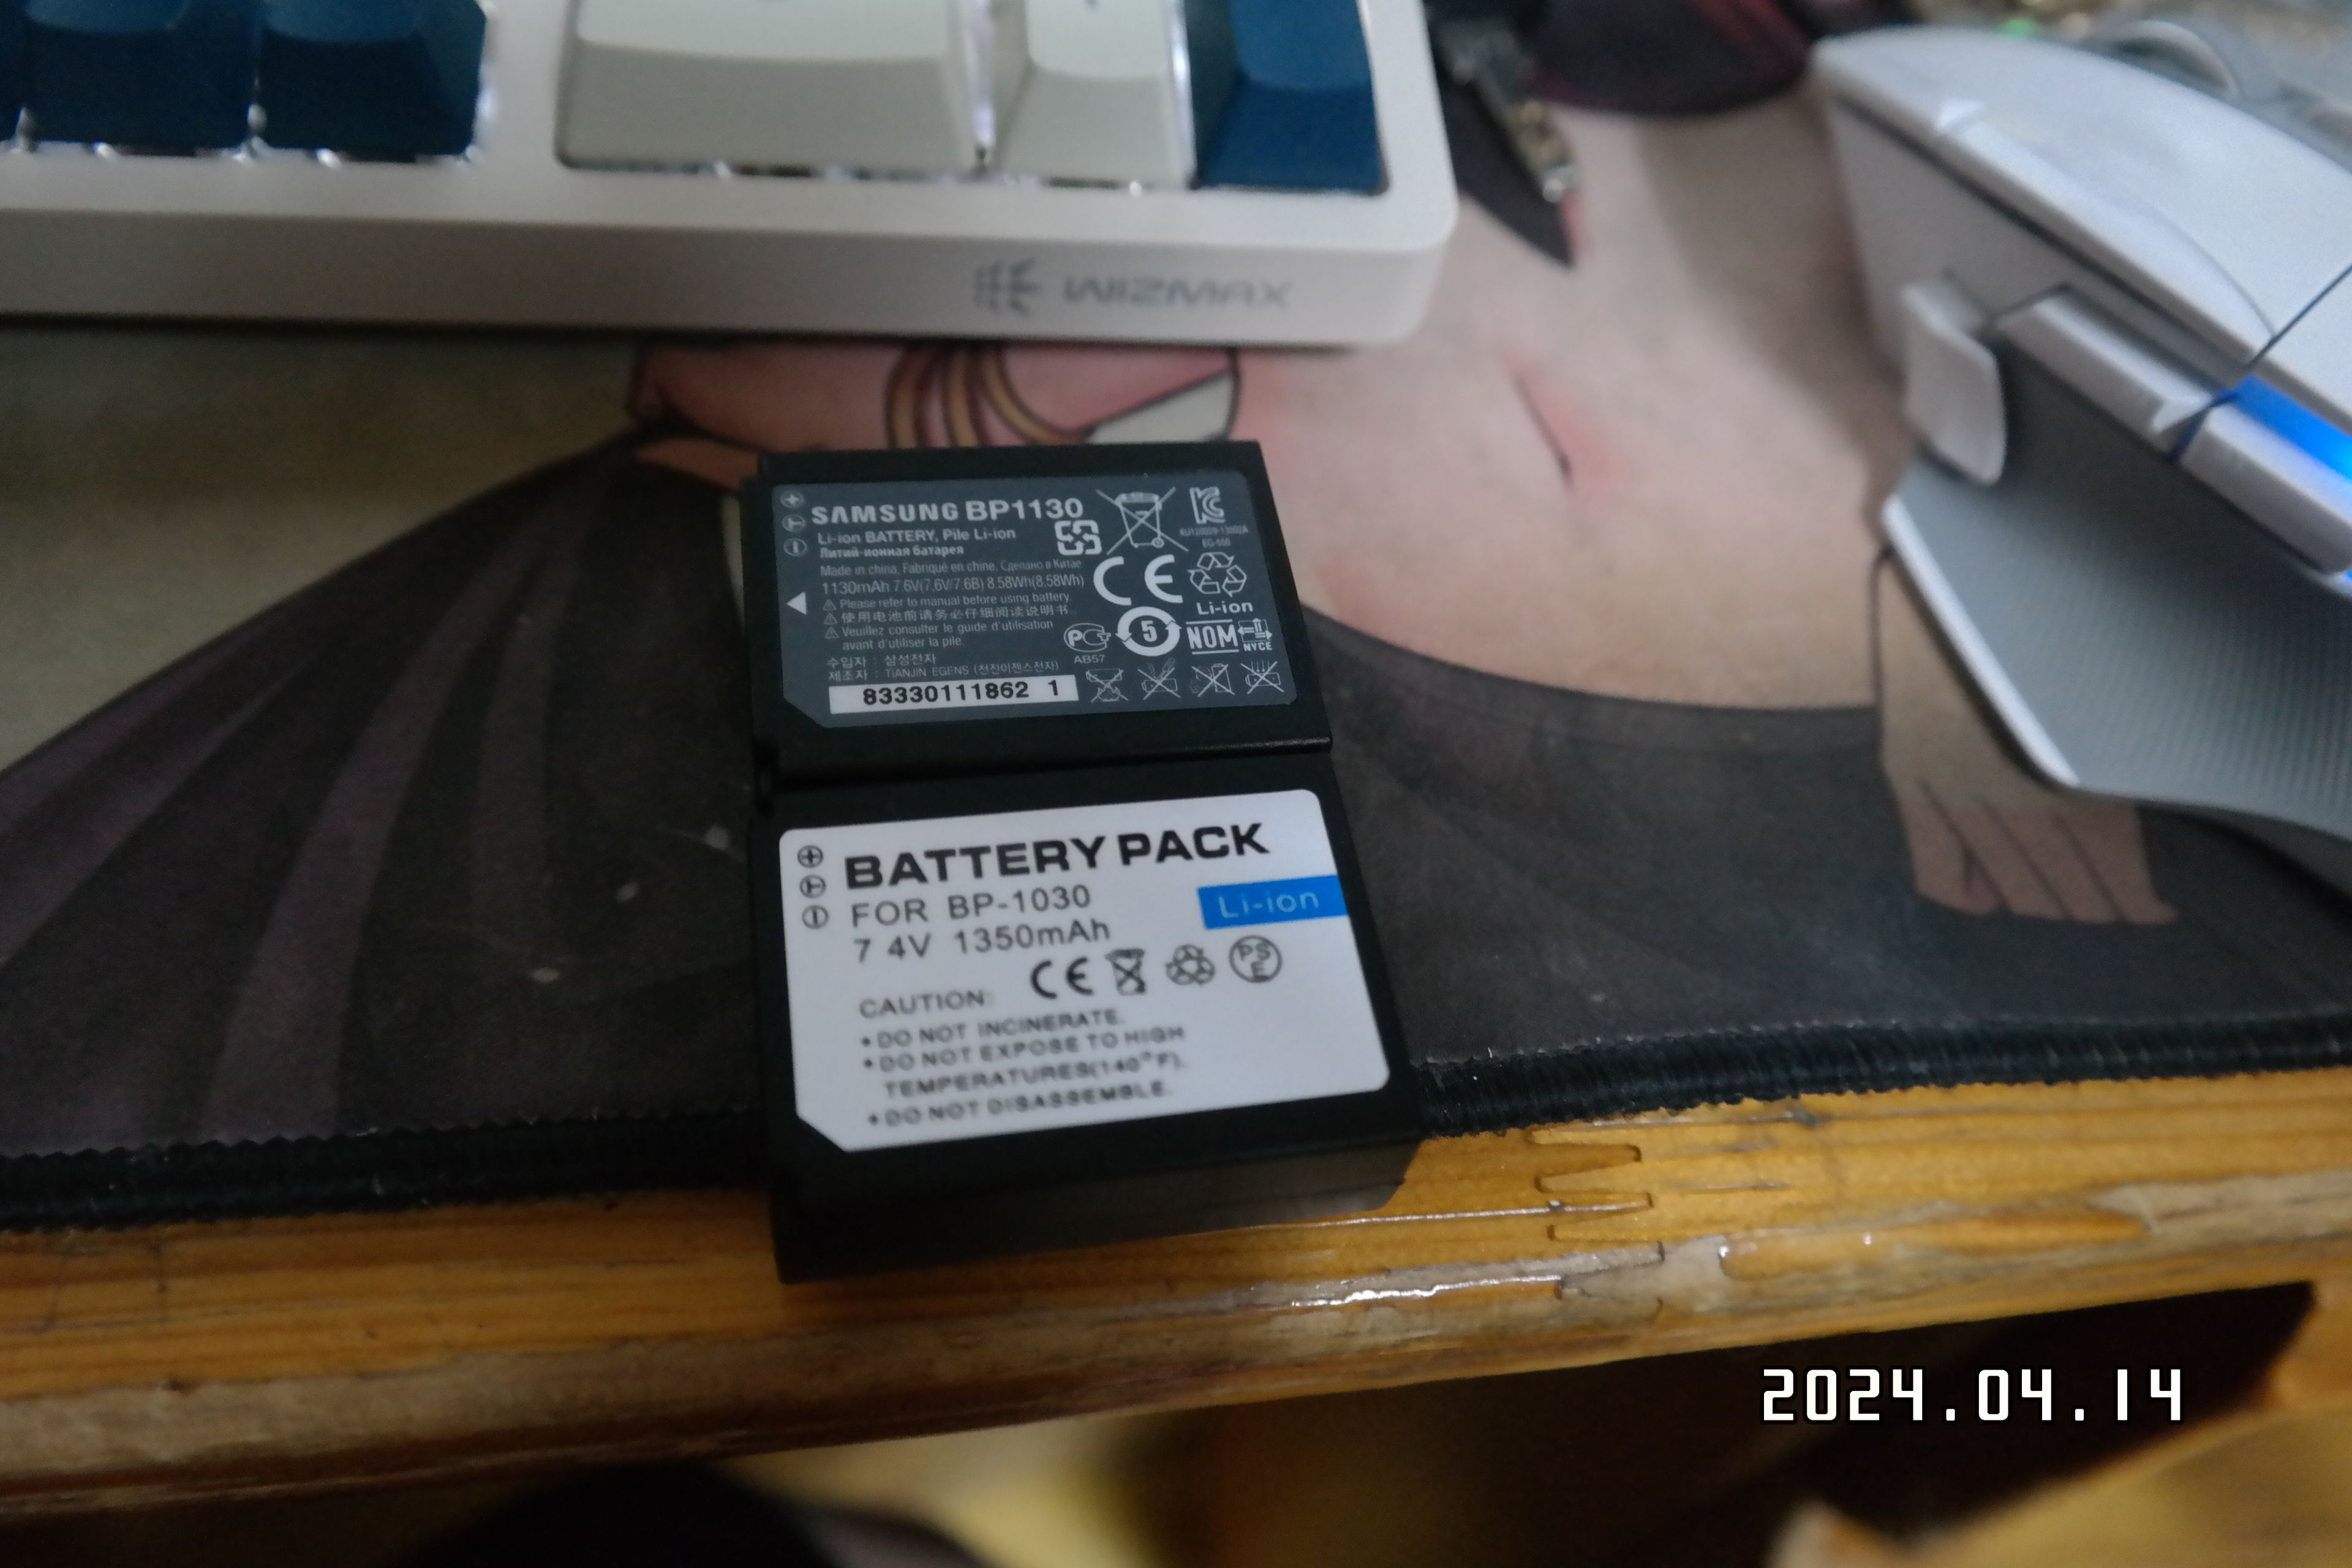 WIZMAX
SAMSUNG BP1130
Li-ion BATTERY, Pile Li-ion
Литий-ионная батарея
Made in china, Fabriqué en chine, Сделано в Китае
1130mAh 7.6V(7.6V/7.6B) 8.58Wh(8.58Wh)
Please refer to manual before using battery.
使用电池前请务必仔细阅读说明书.
Veuillez consulter le guide d'utilisation
avant d'utiliser la pile.
수입자 : 삼성전자
제조자 : TIANJIN EGENS (천진이젠스전자)
83330111862 1
EG-550
CE
Li-ion
5
AB57
NOM
NYCE
BATTERY PACK
FOR BP-1030
Li-ion
7 4V 1350mAh
CE
PSE
CAUTION:
•DO NOT INCINERATE.
•DO NOT EXPOSE TO HIGH
TEMPERATURES(140°F).
•DO NOT DISASSEMBLE.
2024.04.14